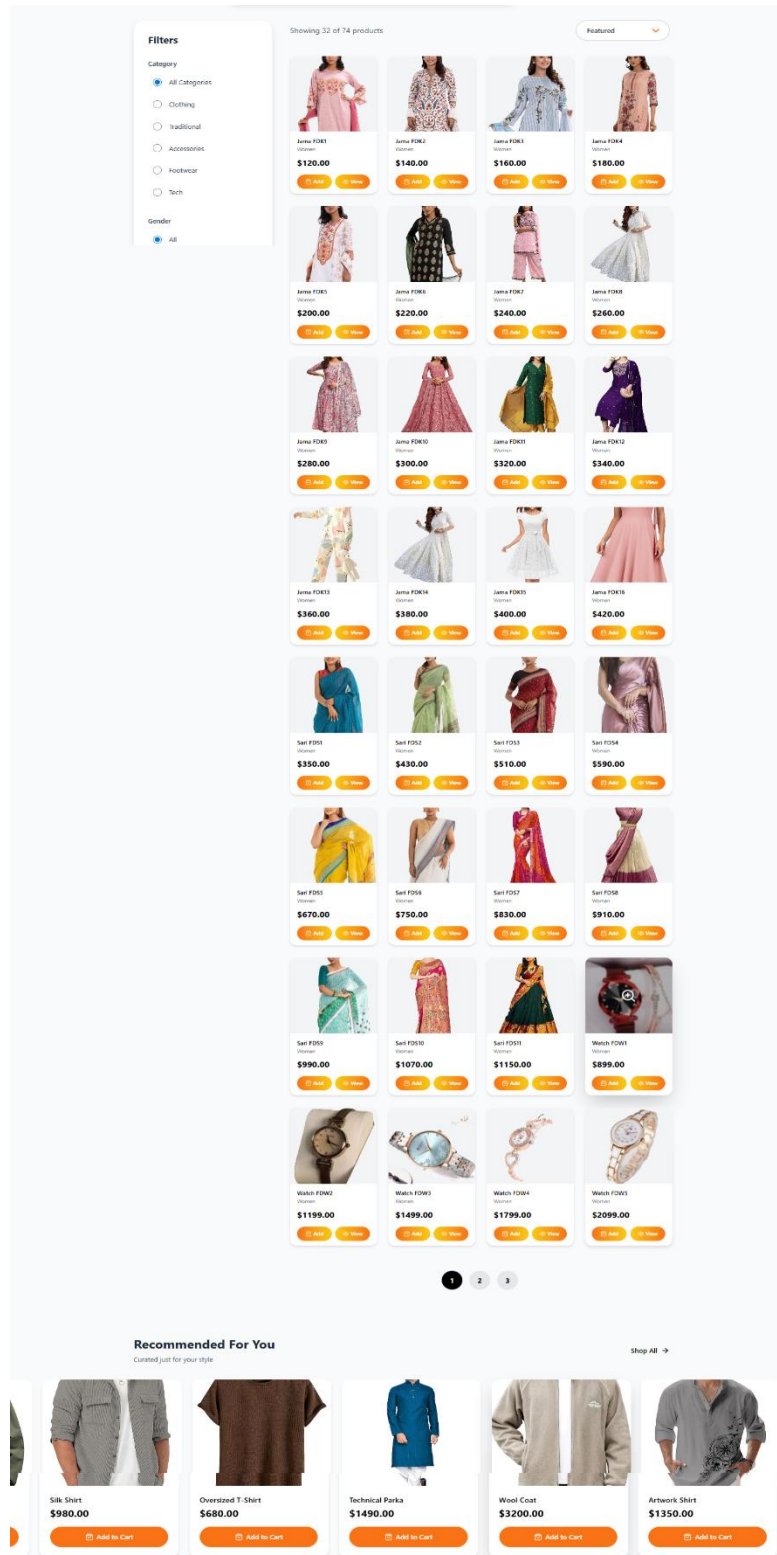 Filters
Category
All Categories
Clothing
Traditional
Accessories
Footwear
Tech
Gender
All
Showing 32 of 74 products
Featured
Jama FDK1
Women
$120.00
Add View
Jama FDK2
Women
$140.00
Add View
Jama FDK3
Women
$160.00
Add View
Jama FDK4
Women
$180.00
Add View
Jama FDK5
Women
$200.00
Add View
Jama FDK6
Women
$220.00
Add View
Jama FDK7
Women
$240.00
Add View
Jama FDK8
Women
$260.00
Add View
Jama FDK9
Women
$280.00
Add View
Jama FDK10
Women
$300.00
Add View
Jama FDK11
Women
$320.00
Add View
Jama FDK12
Women
$340.00
Add View
Jama FDK13
Women
$360.00
Add View
Jama FDK14
Women
$380.00
Add View
Jama FDK15
Women
$400.00
Add View
Jama FDK16
Women
$420.00
Add View
Sari FDS1
Women
$350.00
Add View
Sari FDS2
Women
$430.00
Add View
Sari FDS3
Women
$510.00
Add View
Sari FDS4
Women
$590.00
Add View
Sari FDS5
Women
$670.00
Add View
Sari FDS6
Women
$750.00
Add View
Sari FDS7
Women
$830.00
Add View
Sari FDS8
Women
$910.00
Add View
Sari FDS9
Women
$990.00
Add View
Sari FDS10
Women
$1070.00
Add View
Sari FDS11
Women
$1150.00
Add View
Watch FDW1
Women
$899.00
Add View
Watch FDW2
Women
$1199.00
Add View
Watch FDW3
Women
$1499.00
Add View
Watch FDW4
Women
$1799.00
Add View
Watch FDW5
Women
$2099.00
Add View
1 2 3
Recommended For You
Curated just for your style
Shop All →
Silk Shirt
$980.00
Add to Cart
Oversized T-Shirt
$680.00
Add to Cart
Technical Parka
$1490.00
Add to Cart
Wool Coat
$3200.00
Add to Cart
Artwork Shirt
$1350.00
Add to Cart